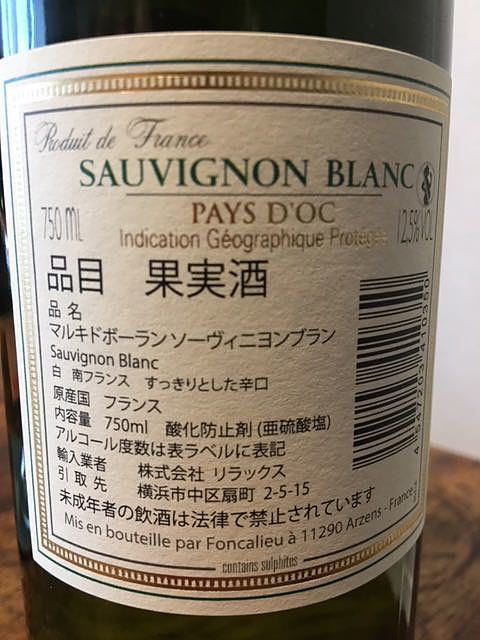 Produit de France
SAUVIGNON BLANC
750 mL PAYS D'OC 12,5% VOL
Indication Géographique Protégée
品目 果実酒
品 名
マルキドボーランソーヴィニヨンブラン
Sauvignon Blanc
白 南フランス すっきりとした辛口
原産国 フランス
内容量 750ml 酸化防止剤(亜硫酸塩)
アルコール度数は表ラベルに表記
輸入業者 株式会社 リラックス
引 取 先 横浜市中区扇町 2-5-15
未成年者の飲酒は法律で禁止されています
Mis en bouteille par Foncalieu à 11290 Arzens - France
contains sulphites